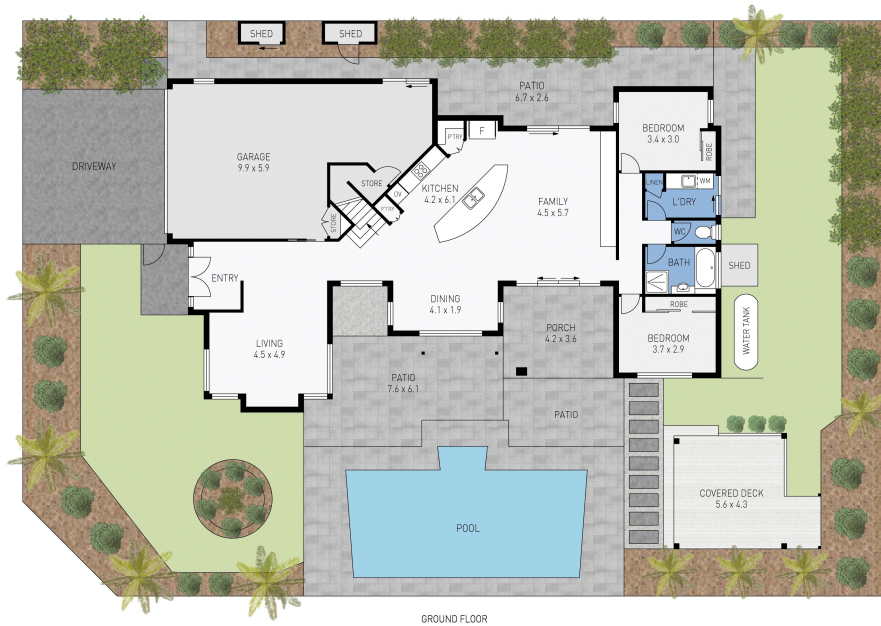 SHED
SHED
PATIO
6.7 x 2.6
BEDROOM
3.4 x 3.0
ROBE
DRIVEWAY
GARAGE
9.9 x 5.9
P'TRY
F
STORE
OV
KITCHEN
4.2 x 6.1
P'TRY
STORE
FAMILY
4.5 x 5.7
LINEN
WM
L'DRY
WC
BATH
SHED
ENTRY
DINING
4.1 x 1.9
ROBE
PORCH
4.2 x 3.6
BEDROOM
3.7 x 2.9
WATER TANK
LIVING
4.5 x 4.9
PATIO
7.6 x 6.1
PATIO
COVERED DECK
5.6 x 4.3
POOL
GROUND FLOOR